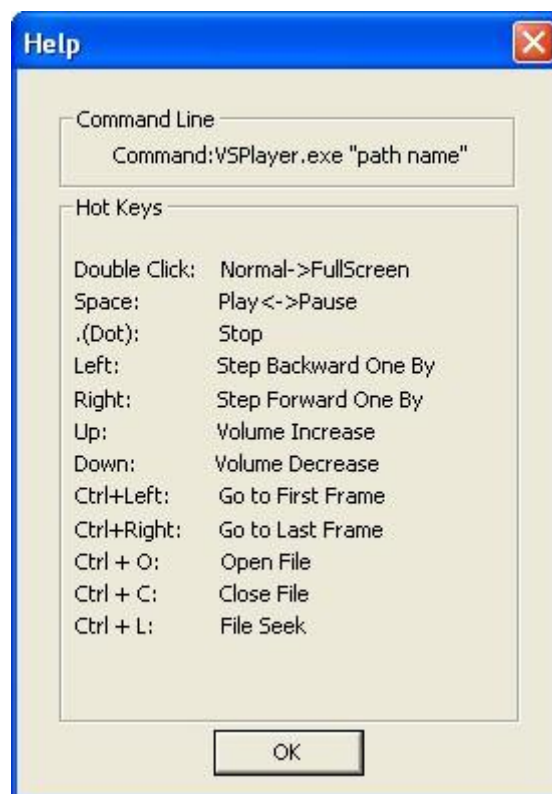 Help
Command Line
Command:VSPlayer.exe "path name"
Hot Keys
Double Click: Normal->FullScreen
Space: Play<->Pause
.(Dot): Stop
Left: Step Backward One By
Right: Step Forward One By
Up: Volume Increase
Down: Volume Decrease
Ctrl+Left: Go to First Frame
Ctrl+Right: Go to Last Frame
Ctrl + O: Open File
Ctrl + C: Close File
Ctrl + L: File Seek
OK